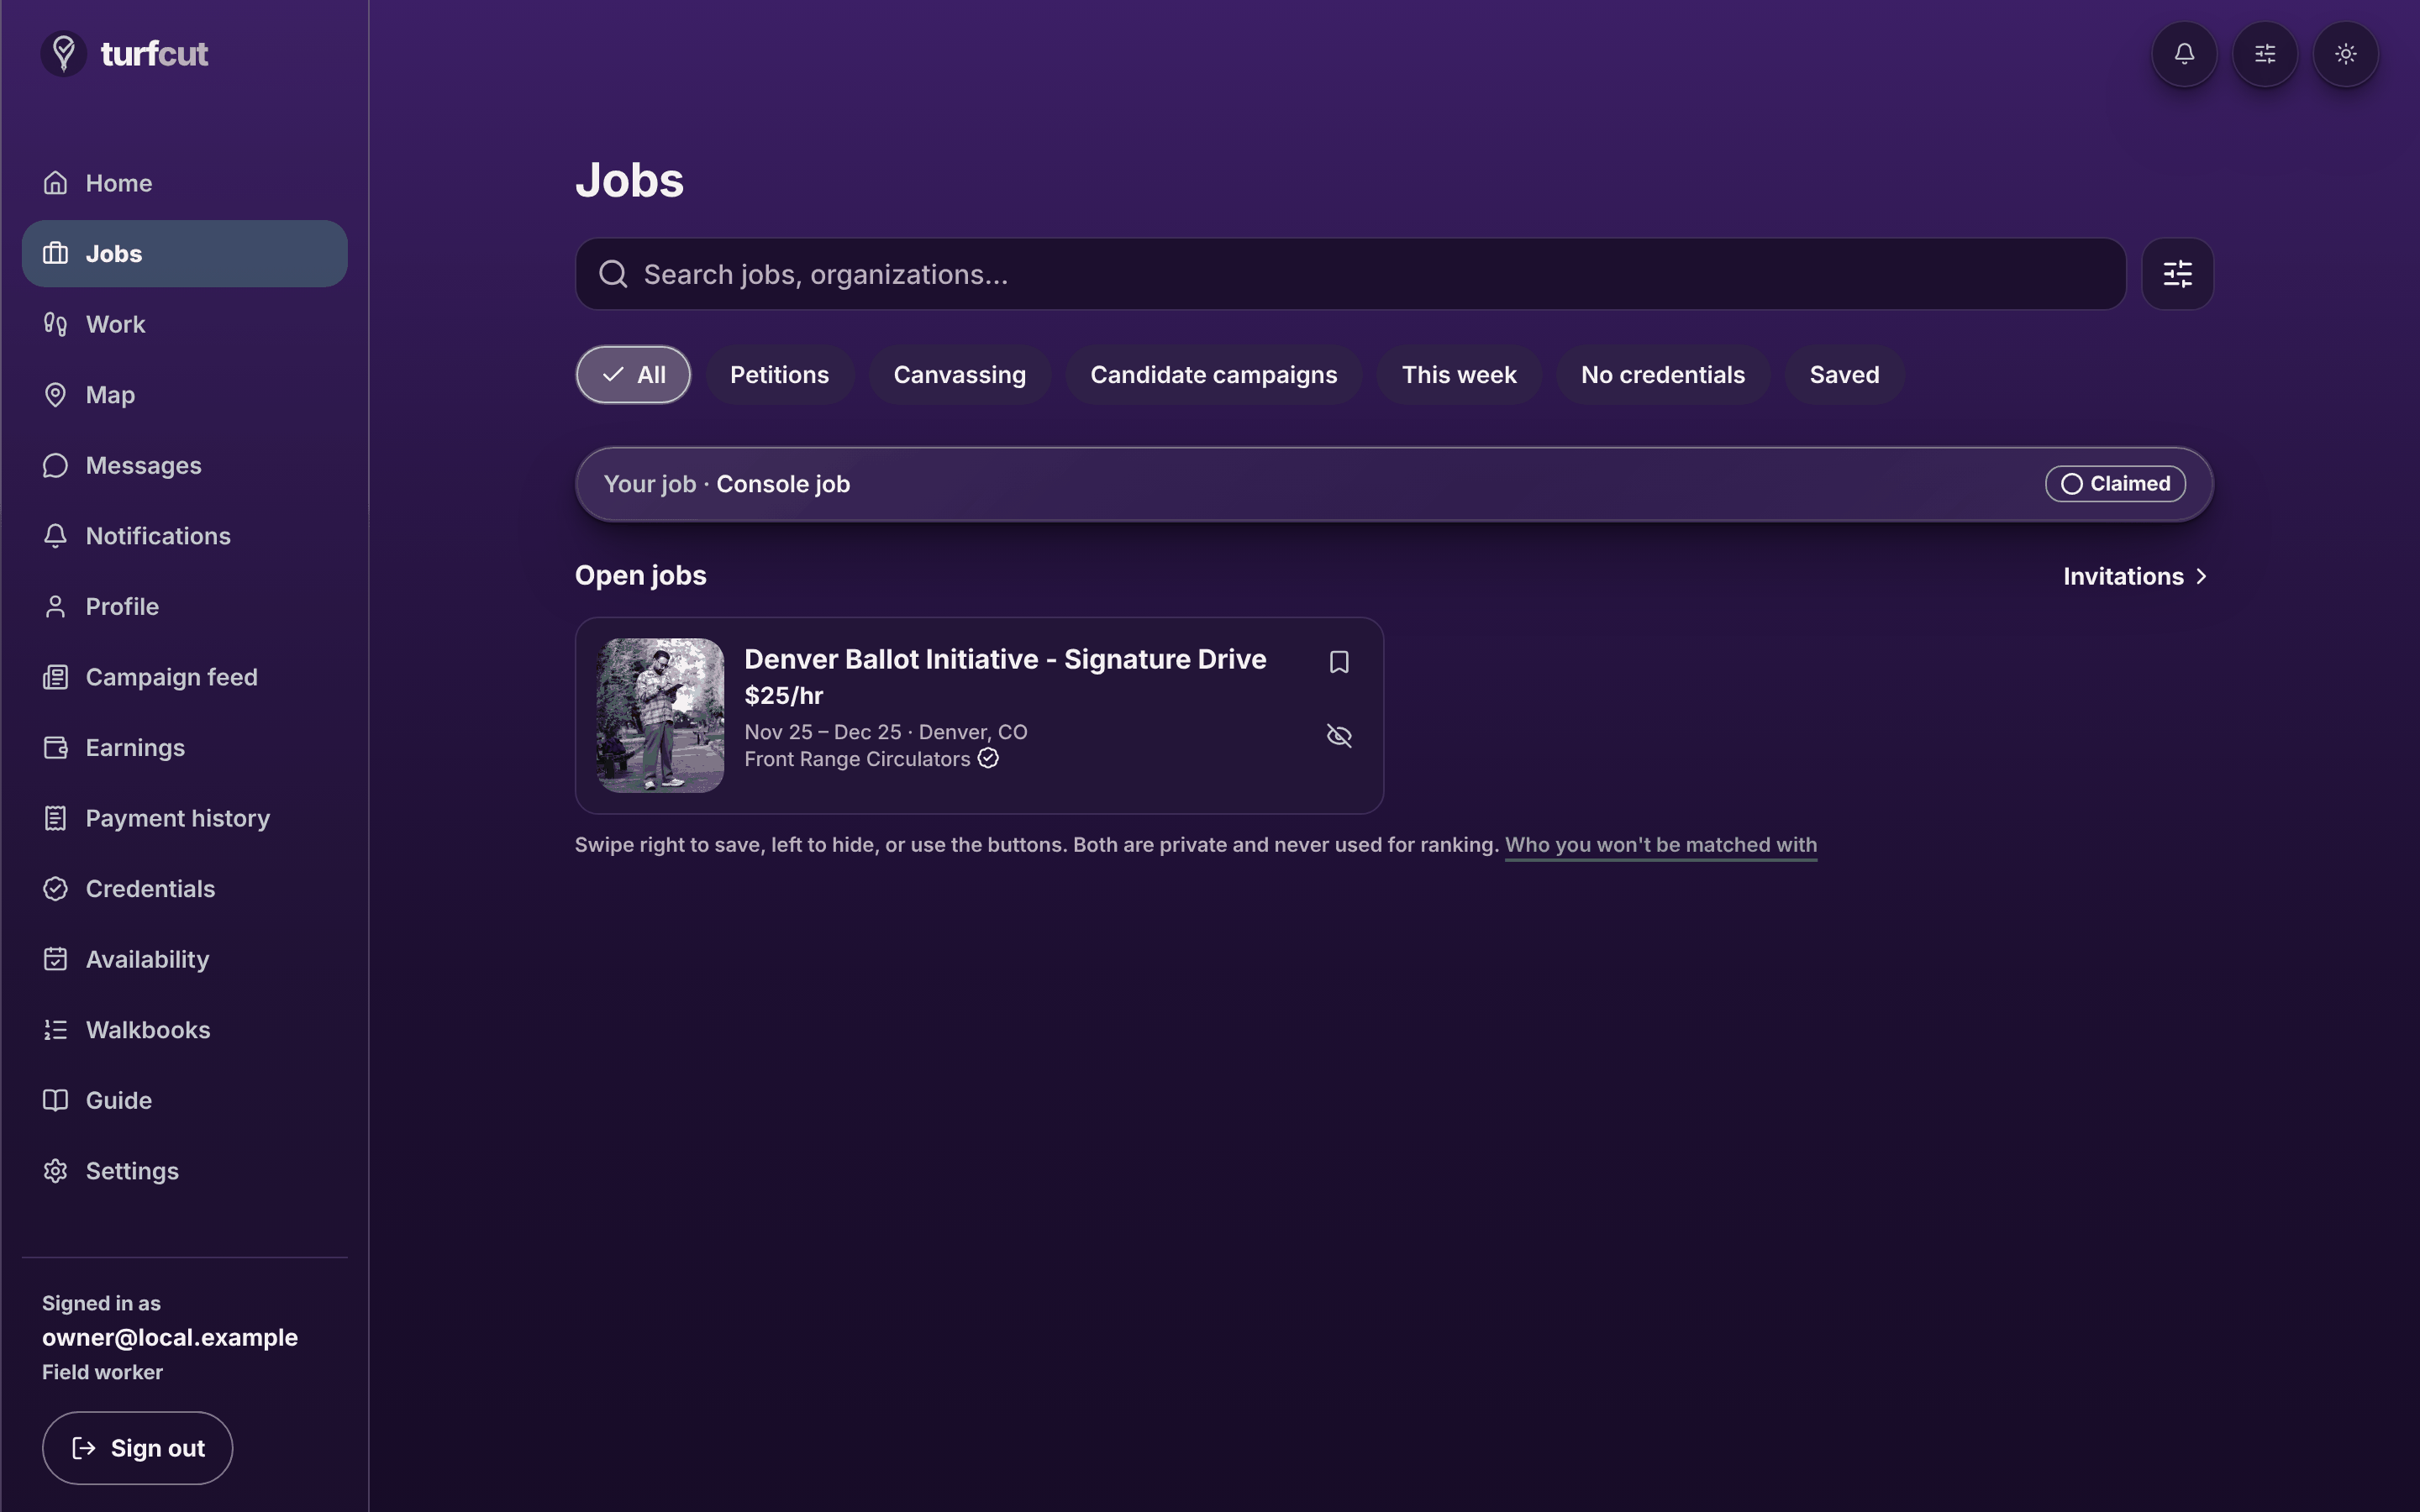 turfcut
Home
Jobs
Work
Map
Messages
Notifications
Profile
Campaign feed
Earnings
Payment history
Credentials
Availability
Walkbooks
Guide
Settings
Signed in as
owner@local.example
Field worker
Sign out
Jobs
Search jobs, organizations...
All
Petitions
Canvassing
Candidate campaigns
This week
No credentials
Saved
Your job · Console job
Claimed
Open jobs
Invitations
Denver Ballot Initiative - Signature Drive
$25/hr
Nov 25 – Dec 25 · Denver, CO
Front Range Circulators
Swipe right to save, left to hide, or use the buttons. Both are private and never used for ranking. Who you won't be matched with